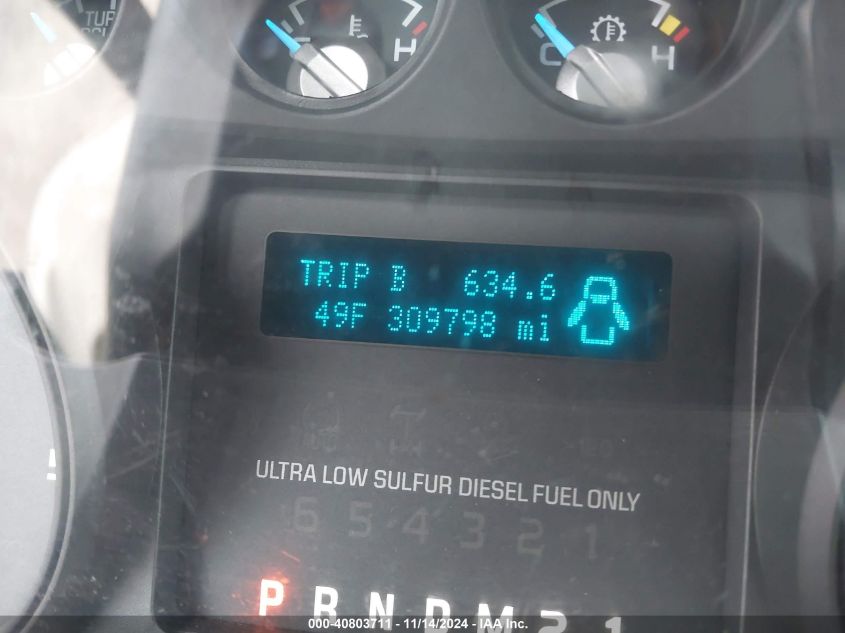 TUR
H
C
H
TRIP B 634.6
49F 309798 mi
ULTRA LOW SULFUR DIESEL FUEL ONLY
6 5 4 3 2 1
P R N D M 2 1
000-40803711 - 11/14/2024 - IAA Inc.